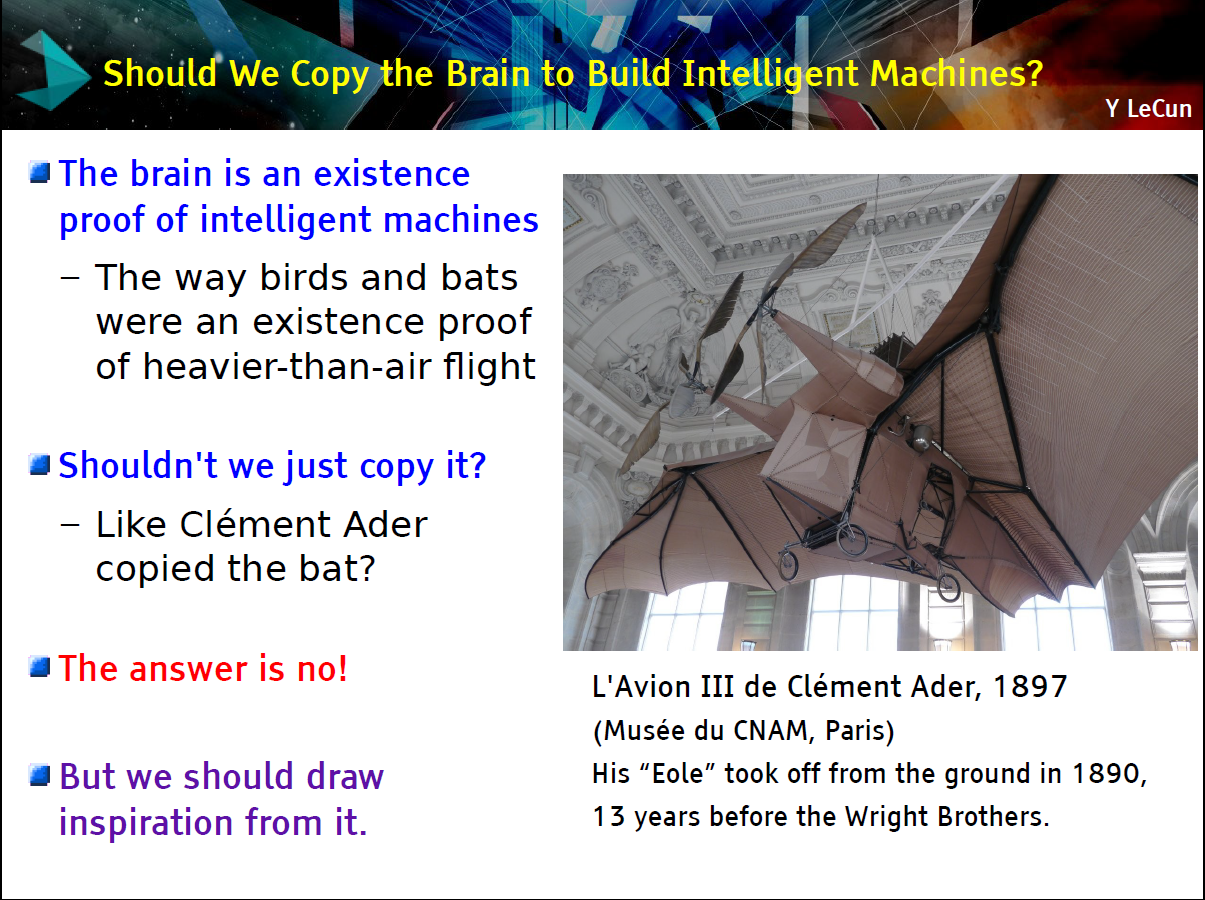 Should We Copy the Brain to Build Intelligent Machines?
Y LeCun
The brain is an existence
proof of intelligent machines
– The way birds and bats
were an existence proof
of heavier-than-air flight
Shouldn't we just copy it?
– Like Clément Ader
copied the bat?
The answer is no!
But we should draw
inspiration from it.
L'Avion III de Clément Ader, 1897
(Musée du CNAM, Paris)
His “Eole” took off from the ground in 1890,
13 years before the Wright Brothers.